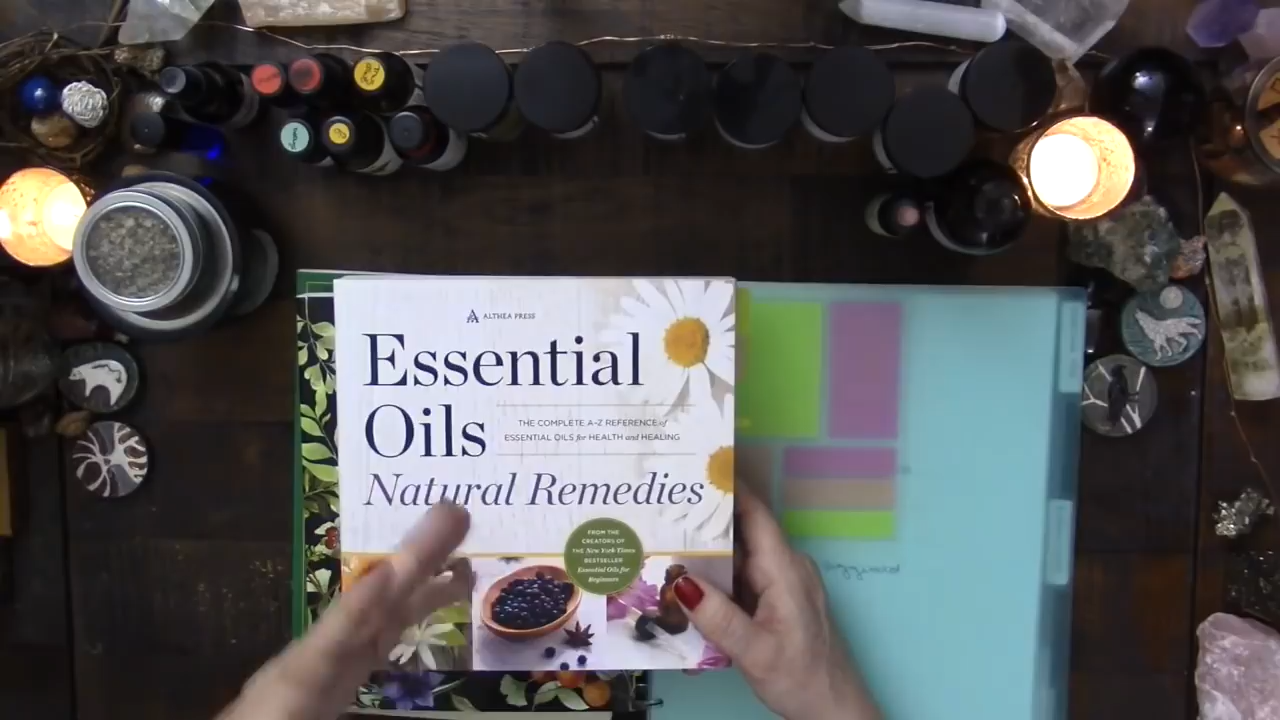 ALTHEA PRESS
Essential
Oils
THE COMPLETE A–Z REFERENCE of
ESSENTIAL OILS for HEALTH and HEALING
Natural Remedies
FROM THE
CREATORS OF
THE New York Times
BESTSELLER
Essential Oils for
Beginners